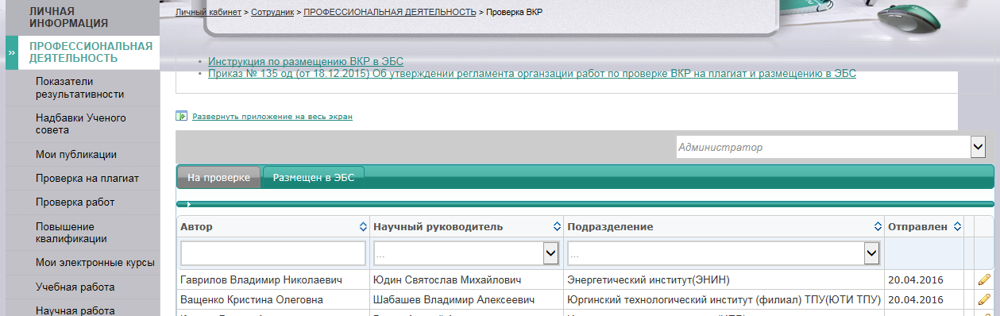 ЛИЧНАЯ
ИНФОРМАЦИЯ
ПРОФЕССИОНАЛЬНАЯ
ДЕЯТЕЛЬНОСТЬ
Показатели
результативности
Надбавки Ученого
совета
Мои публикации
Проверка на плагиат
Проверка работ
Повышение
квалификации
Мои электронные курсы
Учебная работа
Научная работа
Личный кабинет > Сотрудник > ПРОФЕССИОНАЛЬНАЯ ДЕЯТЕЛЬНОСТЬ > Проверка ВКР
Инструкция по размещению ВКР в ЭБС
Приказ № 135 од (от 18.12.2015) Об утверждении регламента органзации работ по проверке ВКР на плагиат и размещению в ЭБС
Развернуть приложение на весь экран
Администратор
На проверке Размещен в ЭБС
Автор Научный руководитель Подразделение Отправлен
... ...
Гаврилов Владимир Николаевич Юдин Святослав Михайлович Энергетический институт(ЭНИН) 20.04.2016
Ващенко Кристина Олеговна Шабашев Владимир Алексеевич Юргинский технологический институт (филиал) ТПУ(ЮТИ ТПУ) 20.04.2016